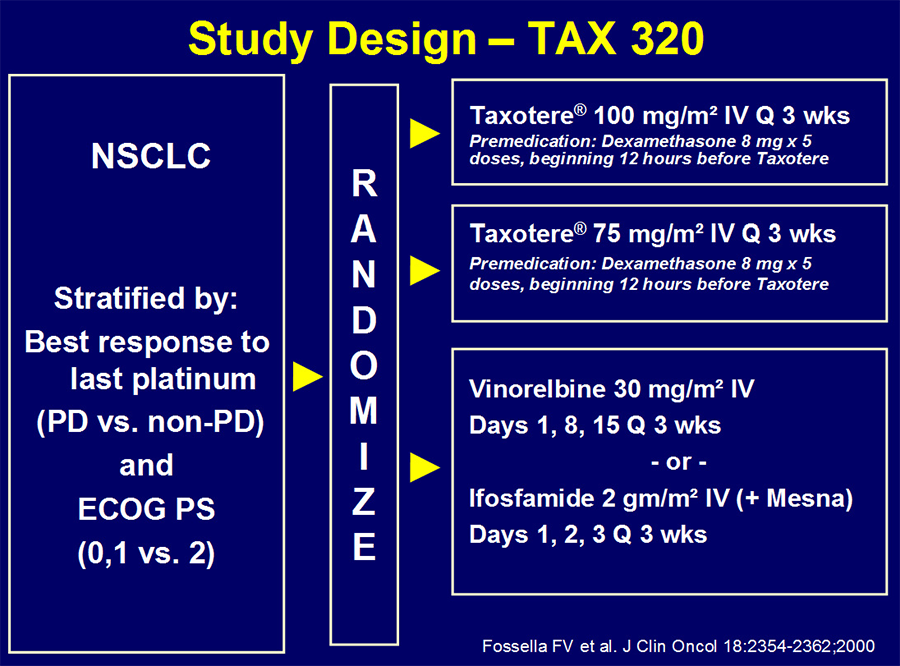 Study Design – TAX 320
NSCLC
Stratified by:
Best response to
last platinum
(PD vs. non-PD)
and
ECOG PS
(0,1 vs. 2)
R
A
N
D
O
M
I
Z
E
Taxotere® 100 mg/m² IV Q 3 wks
Premedication: Dexamethasone 8 mg x 5
doses, beginning 12 hours before Taxotere
Taxotere® 75 mg/m² IV Q 3 wks
Premedication: Dexamethasone 8 mg x 5
doses, beginning 12 hours before Taxotere
Vinorelbine 30 mg/m² IV
Days 1, 8, 15 Q 3 wks
- or -
Ifosfamide 2 gm/m² IV (+ Mesna)
Days 1, 2, 3 Q 3 wks
Fossella FV et al. J Clin Oncol 18:2354-2362;2000